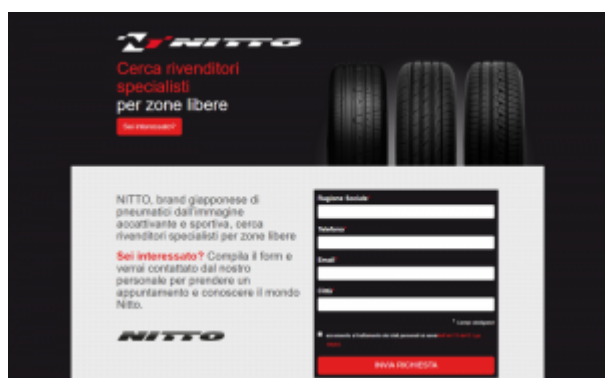 NITTO
Cerca rivenditori
specialisti
per zone libere
Sei interessato?
NITTO, brand giapponese di
pneumatici dall'immagine
accattivante e sportiva, cerca
rivenditori specialisti per zone libere
Sei interessato? Compila il form e
verrai contattato dal nostro
personale per prendere un
appuntamento e conoscere il mondo
Nitto.
NITTO
Ragione Sociale*
Telefono*
Email*
Città*
INVIA RICHIESTA